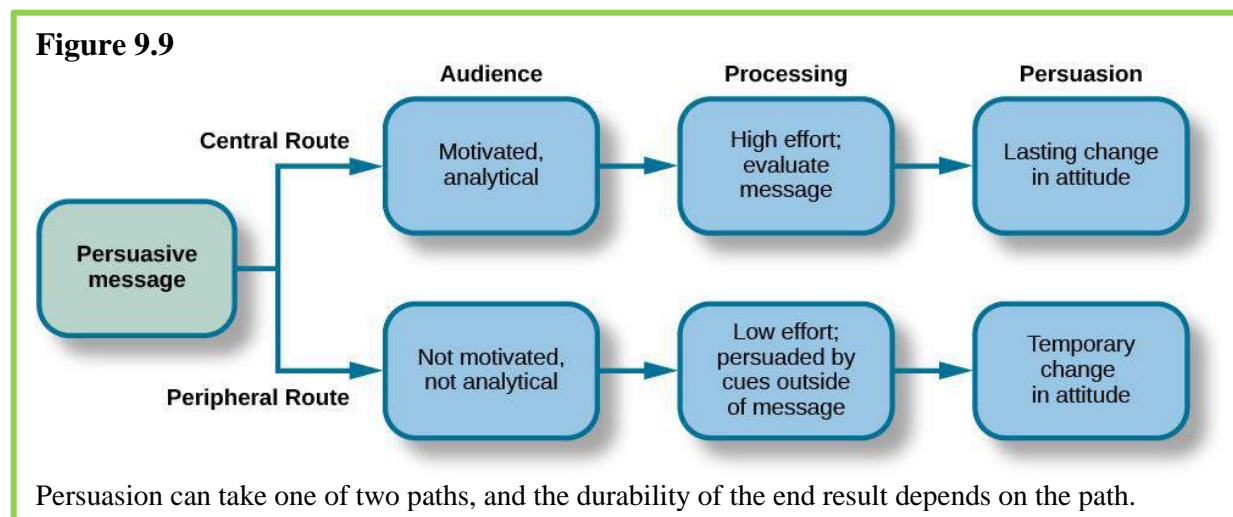 Figure 9.9
Audience
Processing
Persuasion
Central Route
Motivated,
analytical
High effort;
evaluate
message
Lasting change
in attitude
Persuasive
message
Peripheral Route
Not motivated,
not analytical
Low effort;
persuaded by
cues outside
of message
Temporary
change
in attitude
Persuasion can take one of two paths, and the durability of the end result depends on the path.